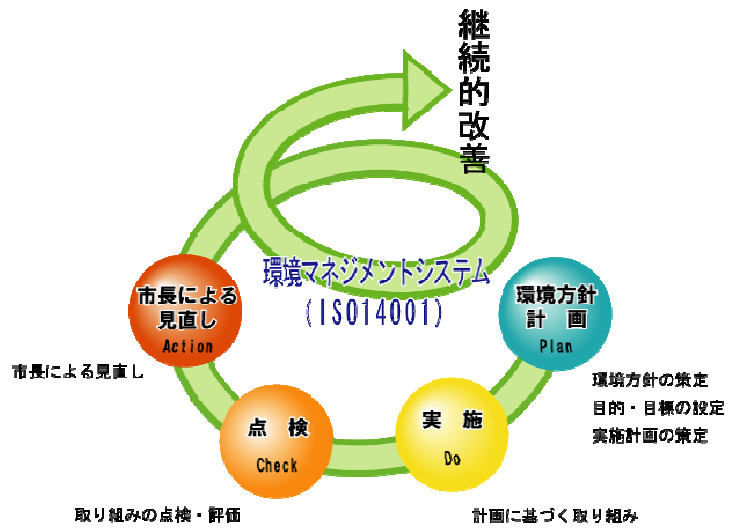 継続的改善
環境マネジメントシステム
(ISO14001)
環境方針
計 画
Plan
環境方針の策定
目的・目標の設定
実施計画の策定
実 施
Do
計画に基づく取り組み
点 検
Check
取り組みの点検・評価
市長による
見直し
Action
市長による見直し